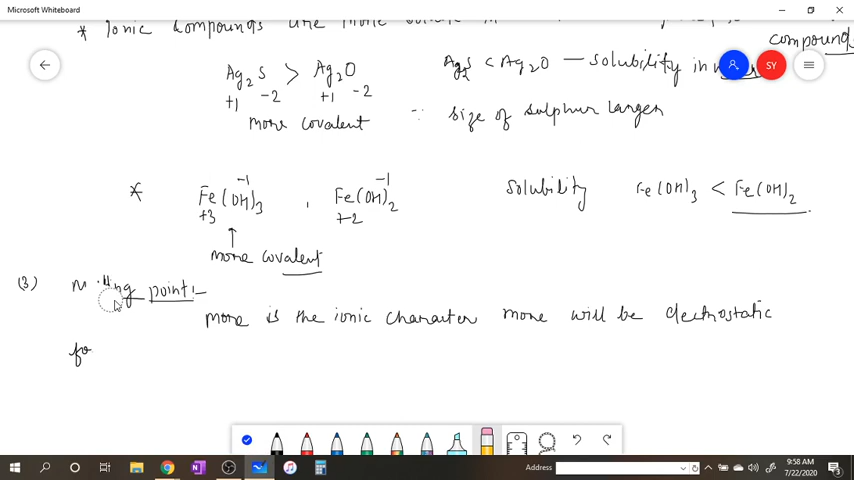 Microsoft Whiteboard
* Ionic compounds are more soluble
compounds
Ag2S > Ag2O
+1 -2 +1 -2
Ag2S < Ag2O — solubility in
more covalent
∵ size of sulphur larger
* Fe(OH)3 , Fe(OH)2
-1 -1
+3 +2
solubility Fe(OH)3 < Fe(OH)2
more covalent
(3) point:-
more is the ionic character more will be electrostatic
fo
SY
Address
9:58 AM
7/22/2020
3